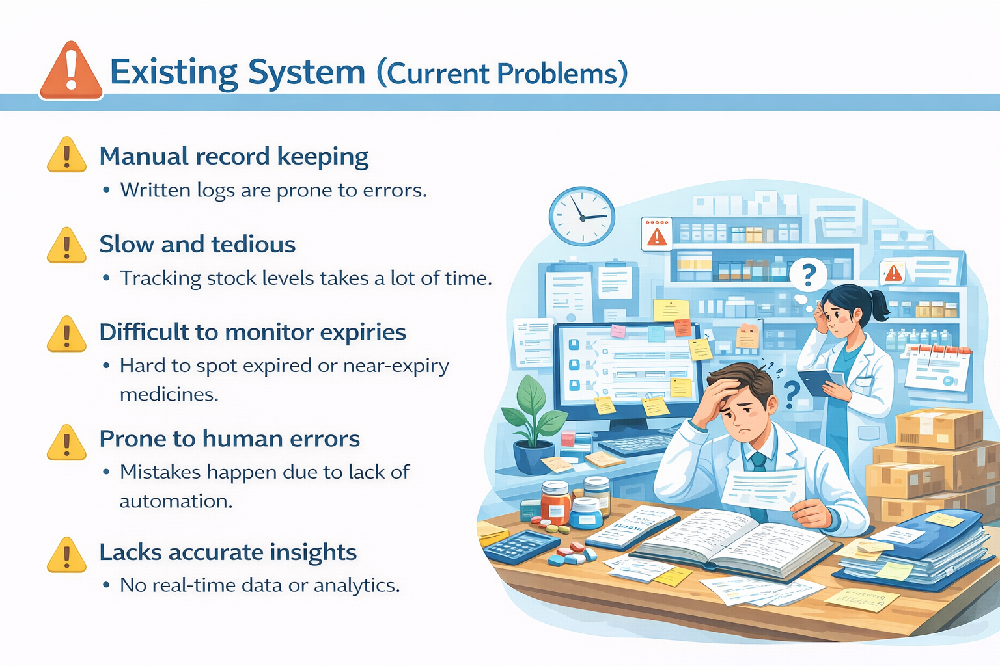 Existing System (Current Problems)
Manual record keeping
• Written logs are prone to errors.
Slow and tedious
• Tracking stock levels takes a lot of time.
Difficult to monitor expiries
• Hard to spot expired or near-expiry
medicines.
Prone to human errors
• Mistakes happen due to lack of
automation.
Lacks accurate insights
• No real-time data or analytics.
?
?